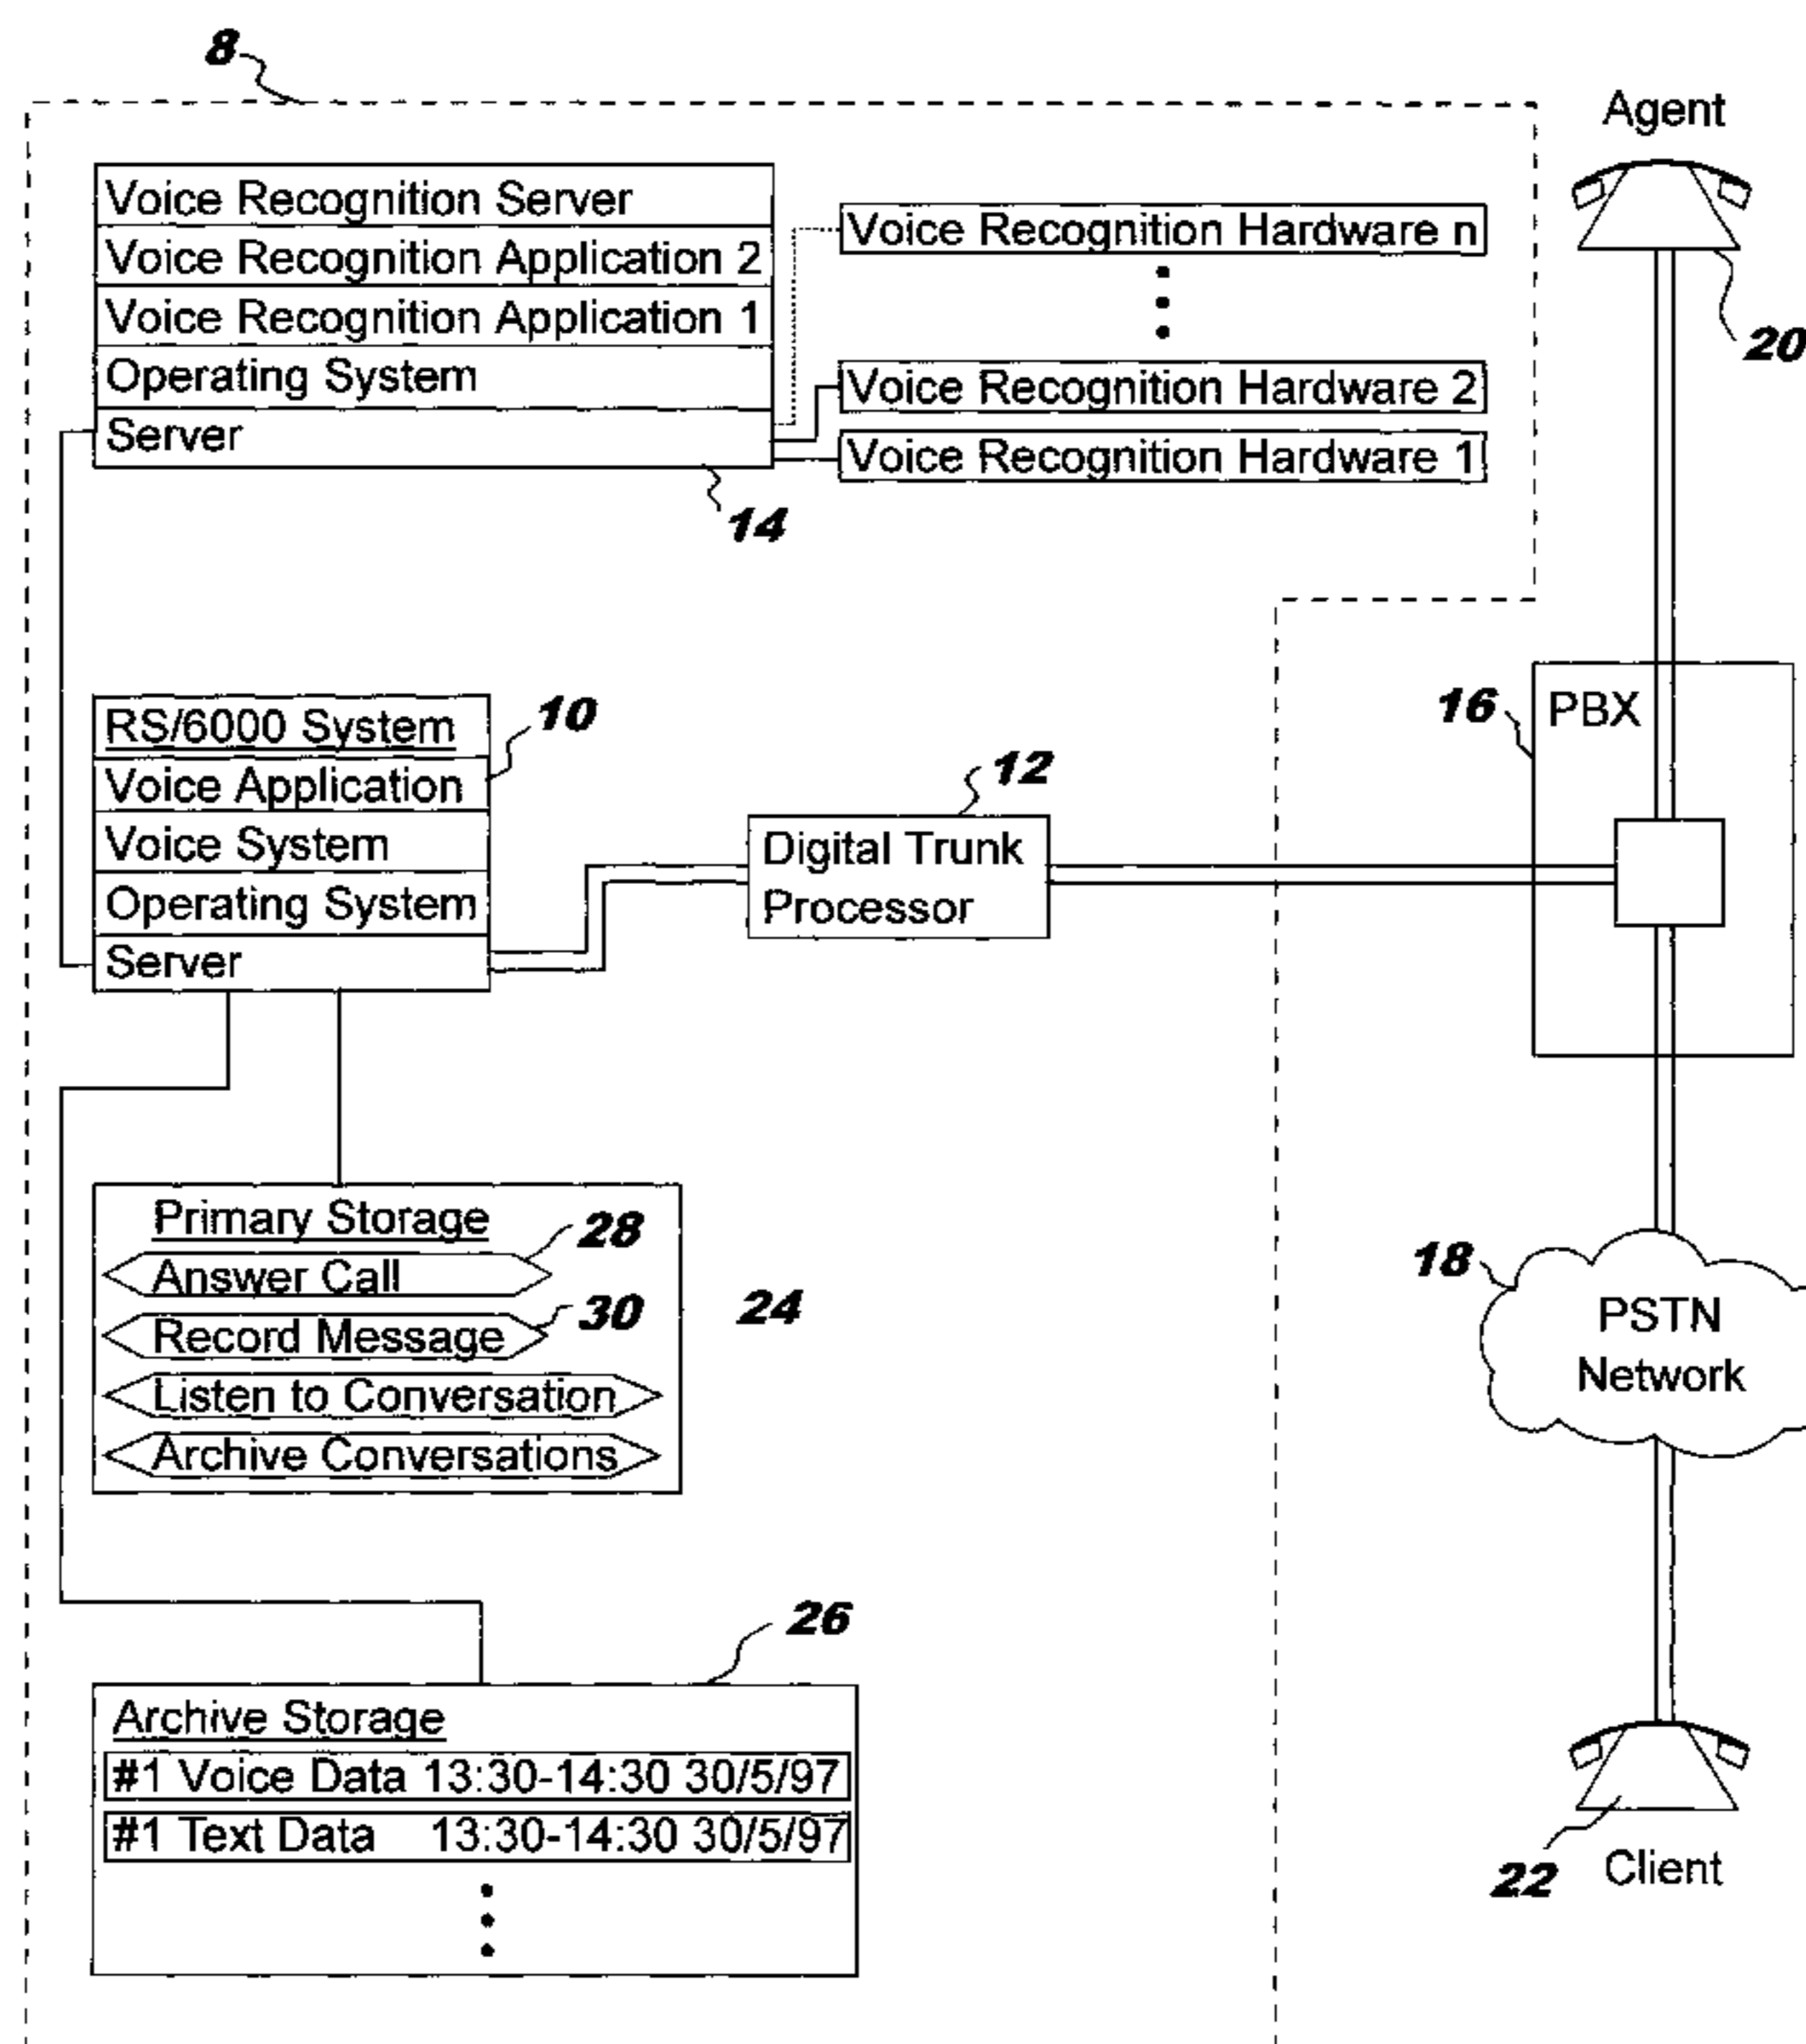 8
Agent
Voice Recognition Server
Voice Recognition Application 2
Voice Recognition Application 1
Operating System
Server
14
Voice Recognition Hardware n
Voice Recognition Hardware 2
Voice Recognition Hardware 1
20
RS/6000 System
Voice Application
Voice System
Operating System
Server
10
12
Digital Trunk
Processor
16
PBX
Primary Storage
28
Answer Call
30
Record Message
Listen to Conversation
Archive Conversations
24
18
PSTN
Network
26
Archive Storage
#1 Voice Data 13:30-14:30 30/5/97
#1 Text Data 13:30-14:30 30/5/97
22
Client